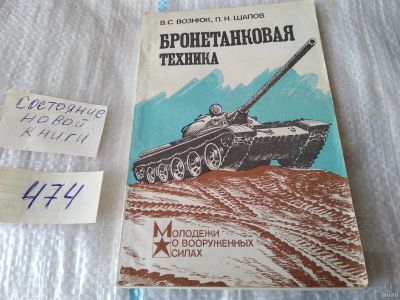 В. С. ВОЗНЮК, П. Н. ШАПОВ
БРОНЕТАНКОВАЯ
ТЕХНИКА
МОЛОДЕЖИ
О ВООРУЖЕННЫХ
СИЛАХ
Состояние
новой
книги
474